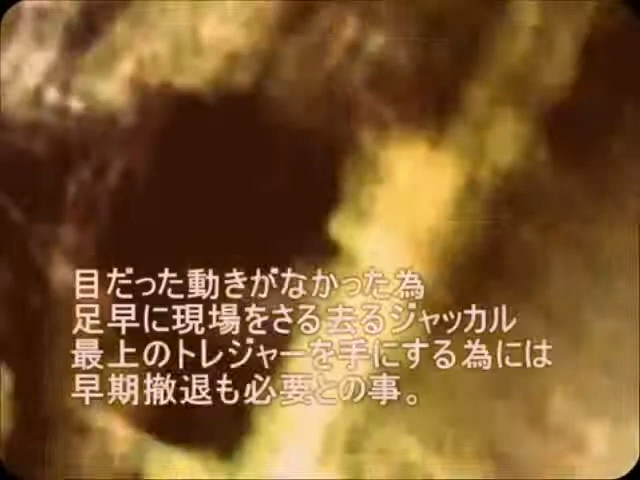 目だった動きがなかった為
足早に現場をさる去るジャッカル
最上のトレジャーを手にする為には
早期撤退も必要との事。